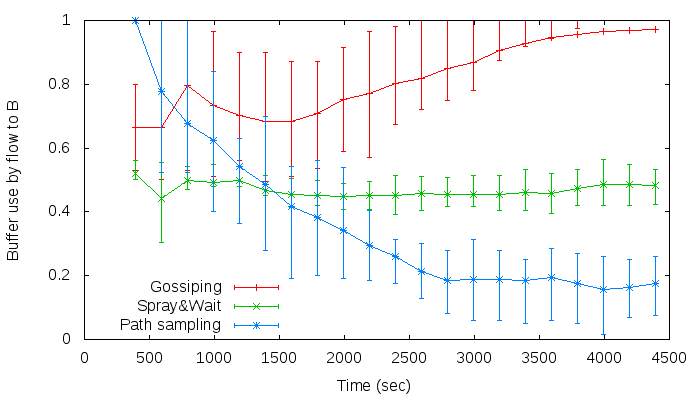 Buffer use by flow to B
1
0.8
0.6
0.4
0.2
0
Gossiping
Spray&Wait
Path sampling
0 500 1000 1500 2000 2500 3000 3500 4000 4500
Time (sec)